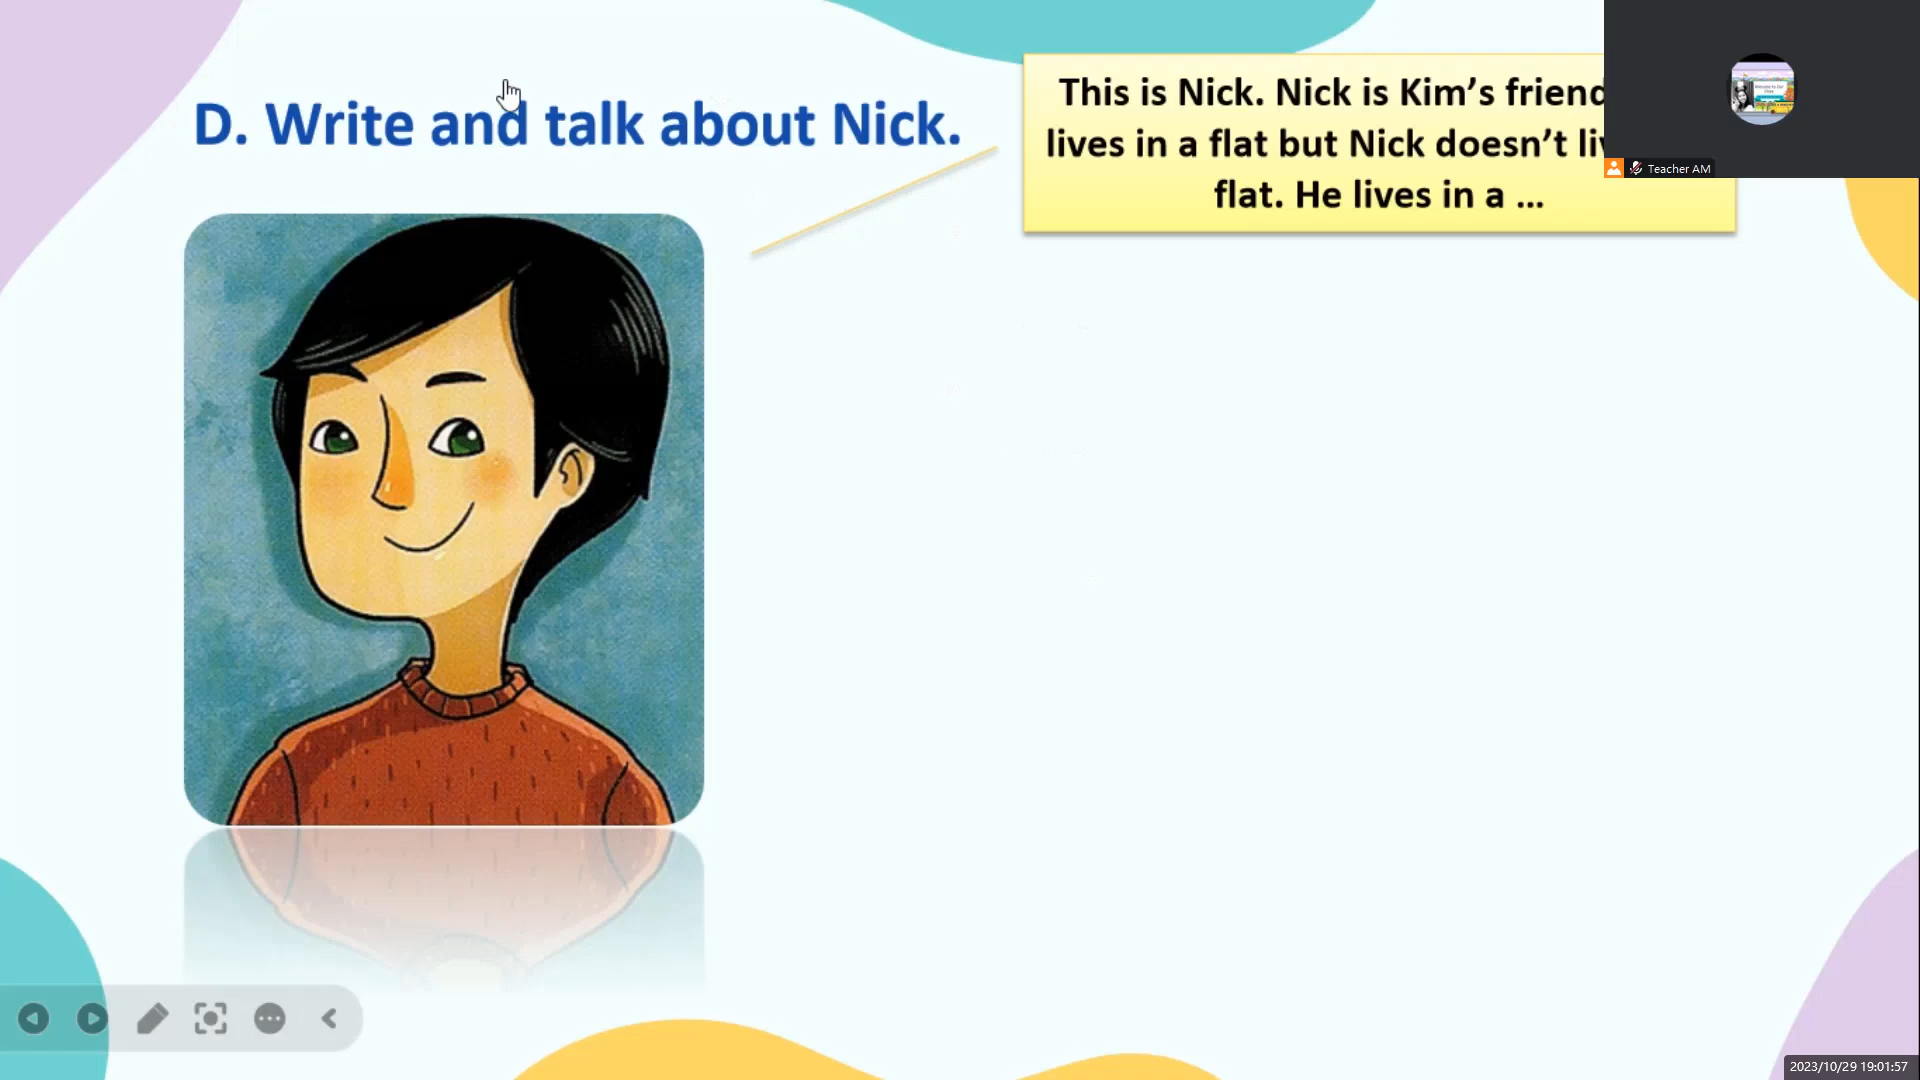 D. Write and talk about Nick.
This is Nick. Nick is Kim's friend
lives in a flat but Nick doesn't
flat. He lives in a ...
Teacher AM
2023/10/29 19:01:57